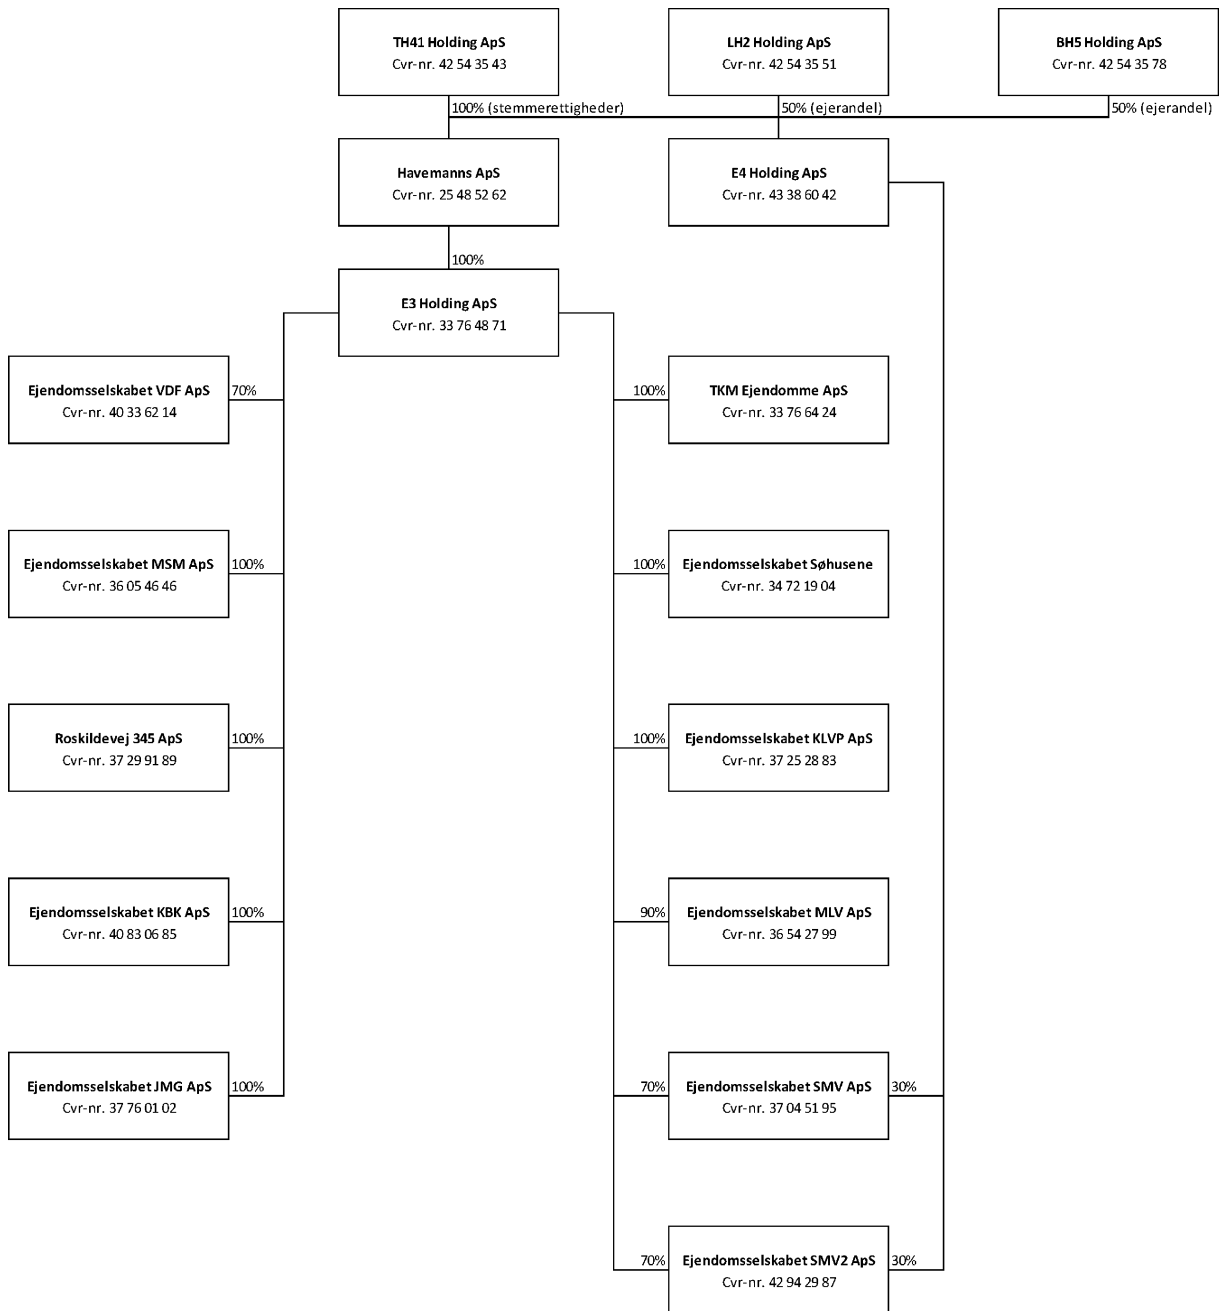 TH41 Holding ApS
Cvr-nr. 42 54 35 43
LH2 Holding ApS
Cvr-nr. 42 54 35 51
BH5 Holding ApS
Cvr-nr. 42 54 35 78
100% (stemmerettigheder)
50% (ejerandel)
50% (ejerandel)
Havemanns ApS
Cvr-nr. 25 48 52 62
E4 Holding ApS
Cvr-nr. 43 38 60 42
100%
E3 Holding ApS
Cvr-nr. 33 76 48 71
Ejendomsselskabet VDF ApS
Cvr-nr. 40 33 62 14
70%
100%
TKM Ejendomme ApS
Cvr-nr. 33 76 64 24
Ejendomsselskabet MSM ApS
Cvr-nr. 36 05 46 46
100%
100%
Ejendomsselskabet Søhusene
Cvr-nr. 34 72 19 04
Roskildevej 345 ApS
Cvr-nr. 37 29 91 89
100%
100%
Ejendomsselskabet KLVP ApS
Cvr-nr. 37 25 28 83
Ejendomsselskabet KBK ApS
Cvr-nr. 40 83 06 85
100%
90%
Ejendomsselskabet MLV ApS
Cvr-nr. 36 54 27 99
Ejendomsselskabet JMG ApS
Cvr-nr. 37 76 01 02
100%
70%
Ejendomsselskabet SMV ApS
Cvr-nr. 37 04 51 95
30%
70%
Ejendomsselskabet SMV2 ApS
Cvr-nr. 42 94 29 87
30%